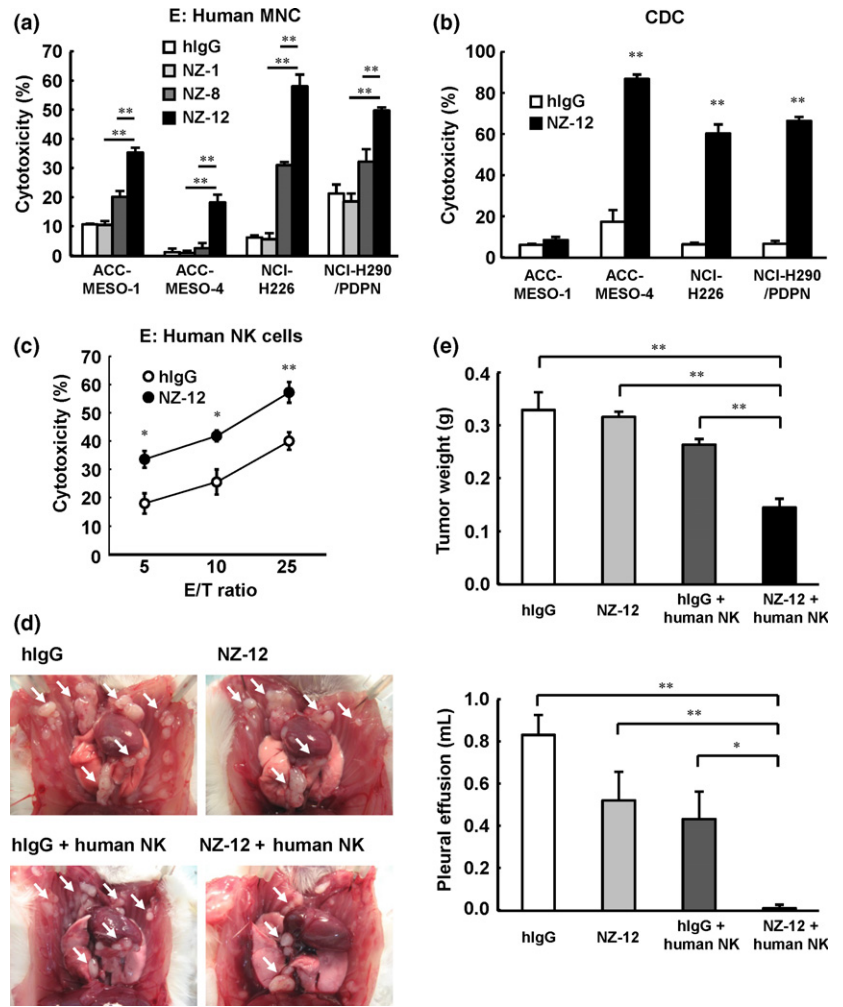 (a)
E: Human MNC
Cytotoxicity (%)
70
60
50
40
30
20
10
0
hIgG
NZ-1
NZ-8
NZ-12
**
**
**
**
**
**
**
**
ACC-
MESO-1
ACC-
MESO-4
NCI-
H226
NCI-H290
/PDPN
(b)
CDC
Cytotoxicity (%)
100
80
60
40
20
0
hIgG
NZ-12
**
**
**
ACC-
MESO-1
ACC-
MESO-4
NCI-
H226
NCI-H290
/PDPN
(c)
E: Human NK cells
Cytotoxicity (%)
70
60
50
40
30
20
10
0
hIgG
NZ-12
*
*
**
5 10 25
E/T ratio
(d)
hIgG
NZ-12
hIgG + human NK
NZ-12 + human NK
(e)
Tumor weight (g)
0.4
0.3
0.2
0.1
0.0
**
**
**
hIgG
NZ-12
hIgG +
human NK
NZ-12 +
human NK
Pleural effusion (mL)
1.0
0.8
0.6
0.4
0.2
0.0
**
**
*
hIgG
NZ-12
hIgG +
human NK
NZ-12 +
human NK